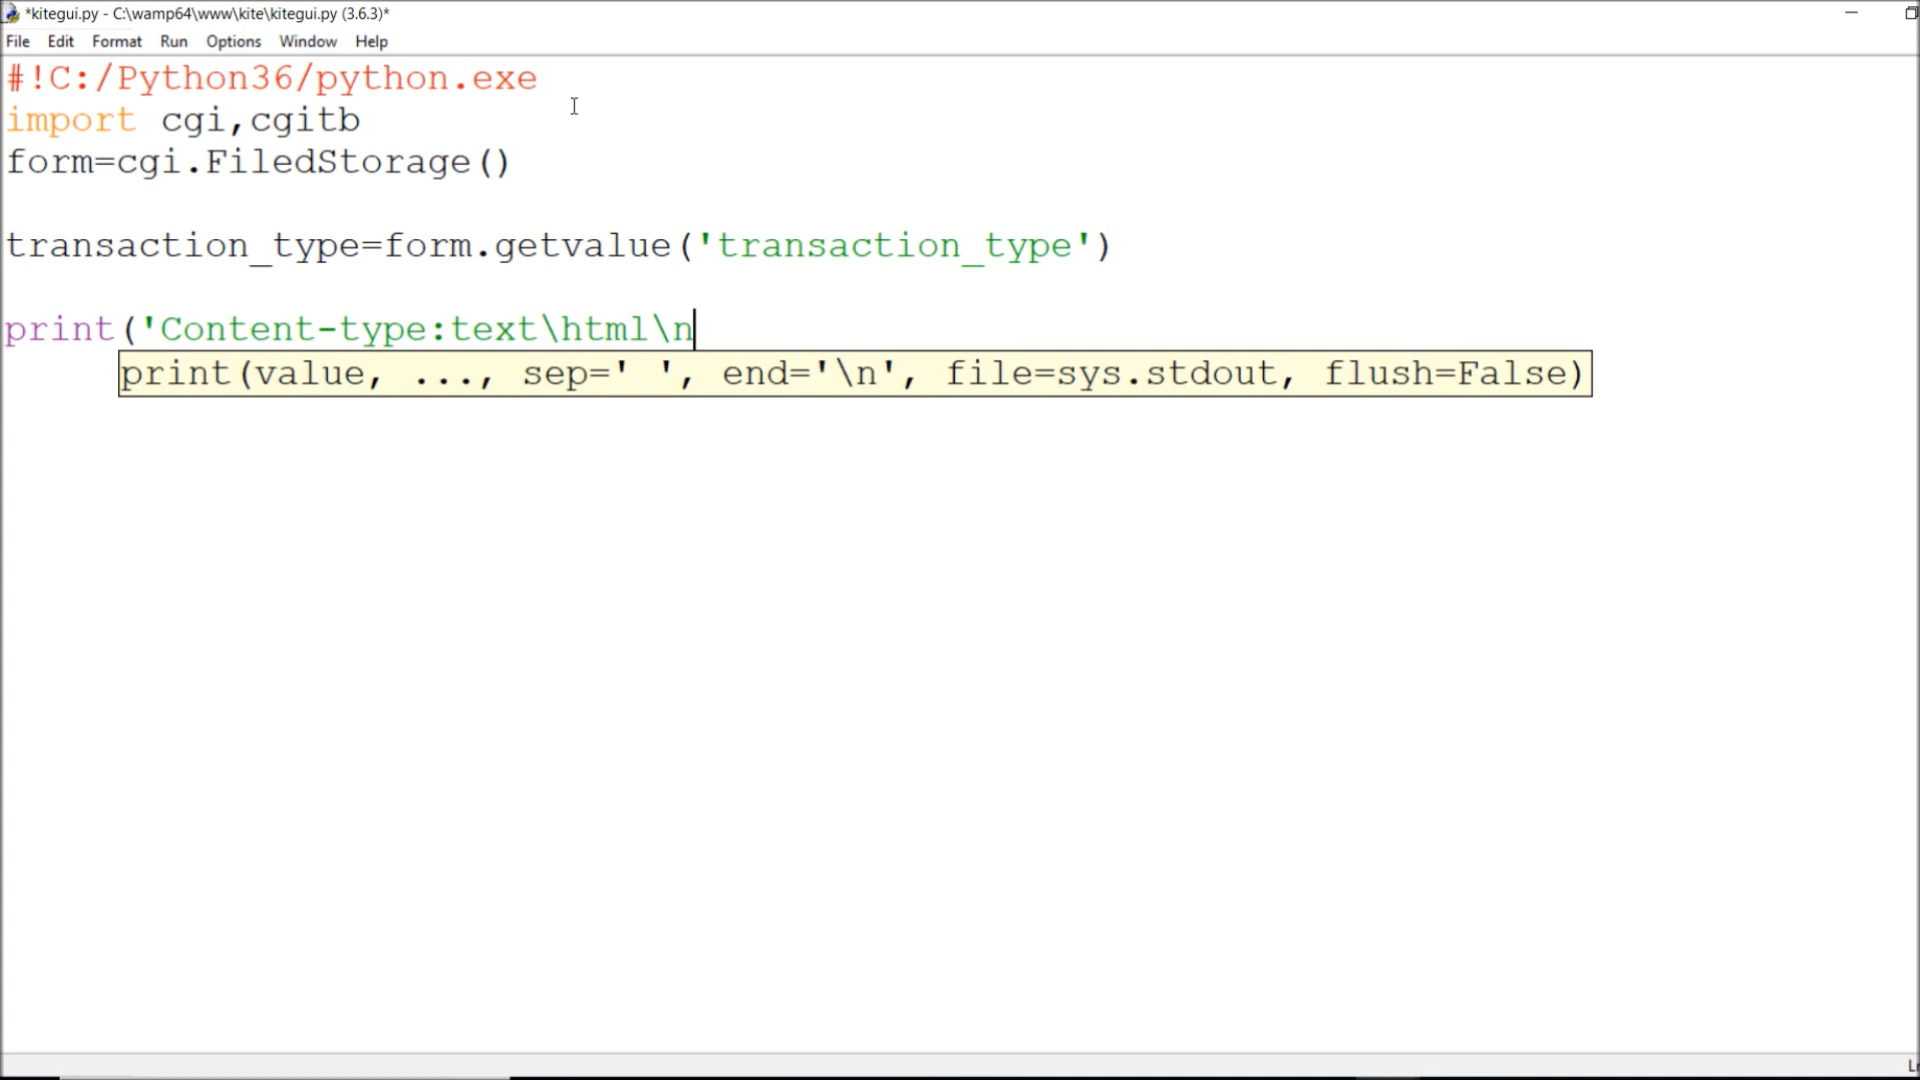 *kitegui.py - C:\wamp64\www\kite\kitegui.py (3.6.3)*
File Edit Format Run Options Window Help
#!C:/Python36/python.exe
import cgi,cgitb
form=cgi.FiledStorage()
transaction_type=form.getvalue('transaction_type')
print('Content-type:text\html\n
print(value, ..., sep=' ', end='\n', file=sys.stdout, flush=False)